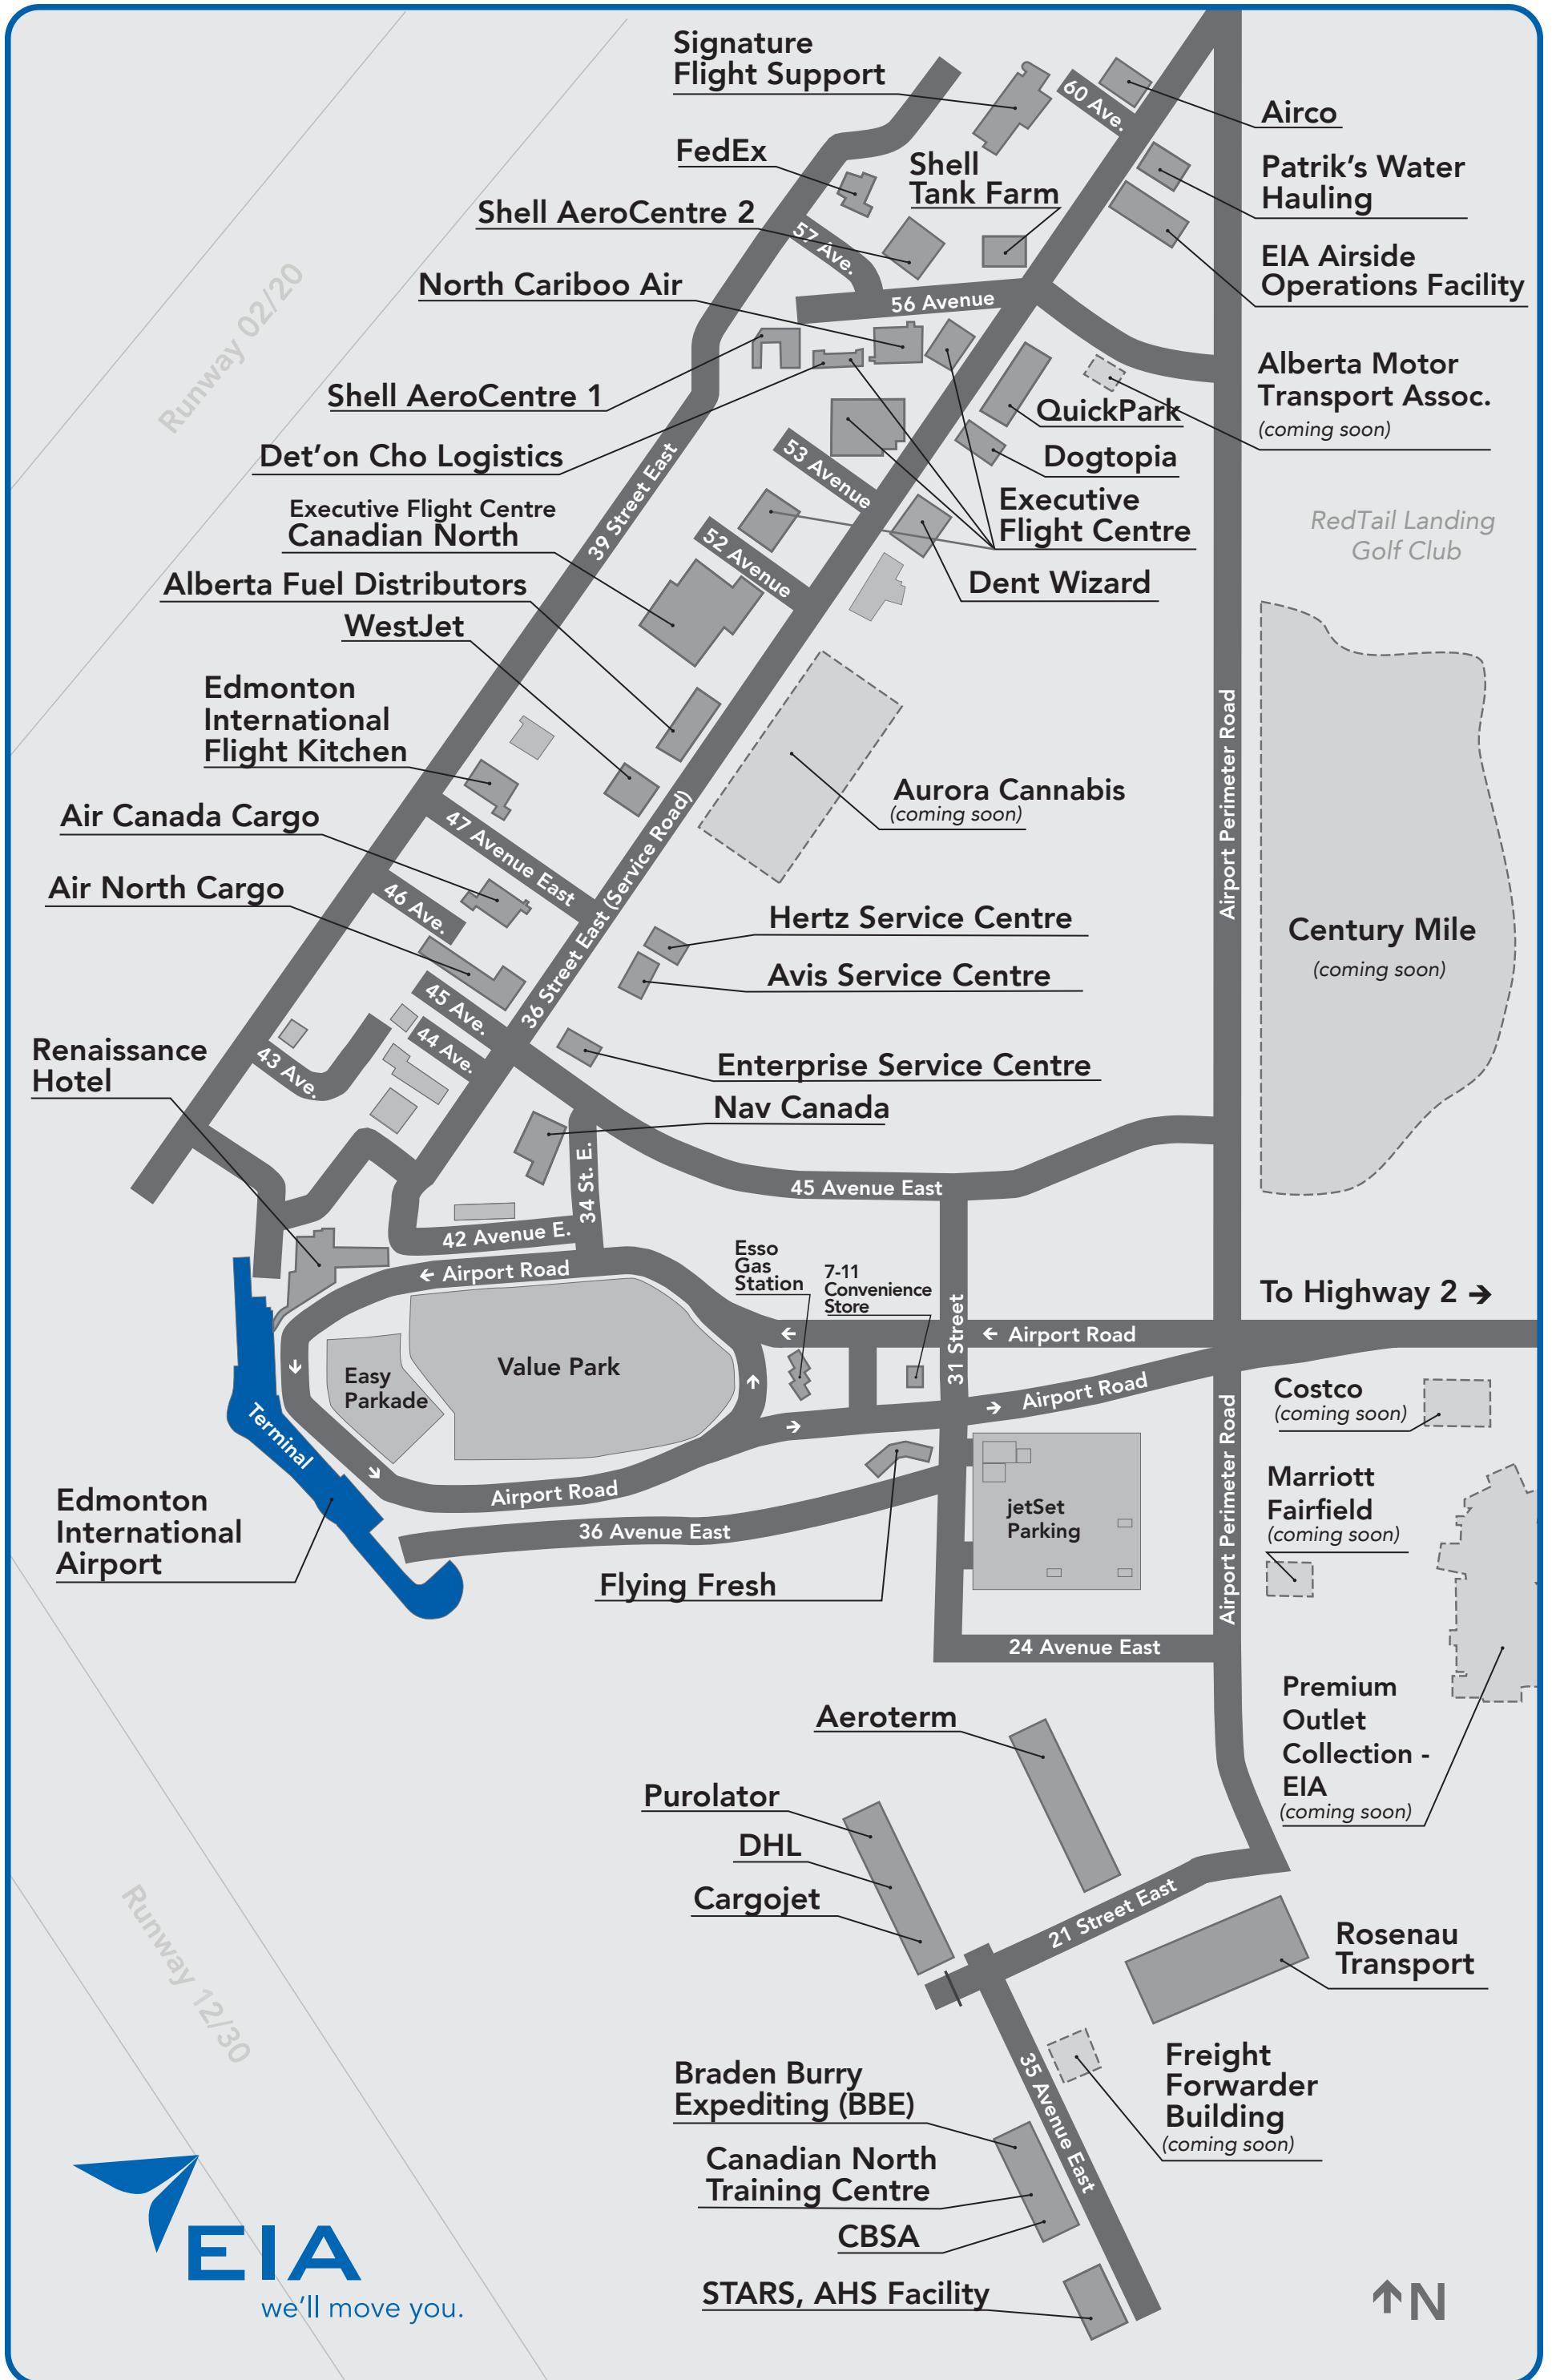 Signature
Flight Support
60 Ave.
Airco
FedEx
Shell
Tank Farm
Patrik's Water
Hauling
Shell AeroCentre 2
57 Ave.
EIA Airside
Operations Facility
North Cariboo Air
56 Avenue
Runway 02/20
Alberta Motor
Transport Assoc.
(coming soon)
Shell AeroCentre 1
QuickPark
Det'on Cho Logistics
Dogtopia
53 Avenue
39 Street East
Executive Flight Centre
Canadian North
Executive
Flight Centre
RedTail Landing
Golf Club
52 Avenue
Alberta Fuel Distributors
Dent Wizard
WestJet
Edmonton
International
Flight Kitchen
Airport Perimeter Road
Aurora Cannabis
(coming soon)
Air Canada Cargo
47 Avenue East
36 Street East (Service Road)
Air North Cargo
46 Ave.
Hertz Service Centre
Century Mile
(coming soon)
Avis Service Centre
45 Ave.
44 Ave.
Renaissance
Hotel
43 Ave.
Enterprise Service Centre
Nav Canada
34 St. E.
45 Avenue East
42 Avenue E.
Esso
Gas
Station
7-11
Convenience
Store
← Airport Road
To Highway 2 →
31 Street
← Airport Road
Easy
Parkade
Value Park
Airport Road
Costco
(coming soon)
Terminal
Airport Perimeter Road
Marriott
Fairfield
(coming soon)
Edmonton
International
Airport
Airport Road
jetSet
Parking
36 Avenue East
Flying Fresh
24 Avenue East
Premium
Outlet
Collection -
EIA
(coming soon)
Aeroterm
Purolator
DHL
Cargojet
21 Street East
Rosenau
Transport
Runway 12/30
35 Avenue East
Freight
Forwarder
Building
(coming soon)
Braden Burry
Expediting (BBE)
Canadian North
Training Centre
CBSA
STARS, AHS Facility
EIA
we'll move you.
↑N